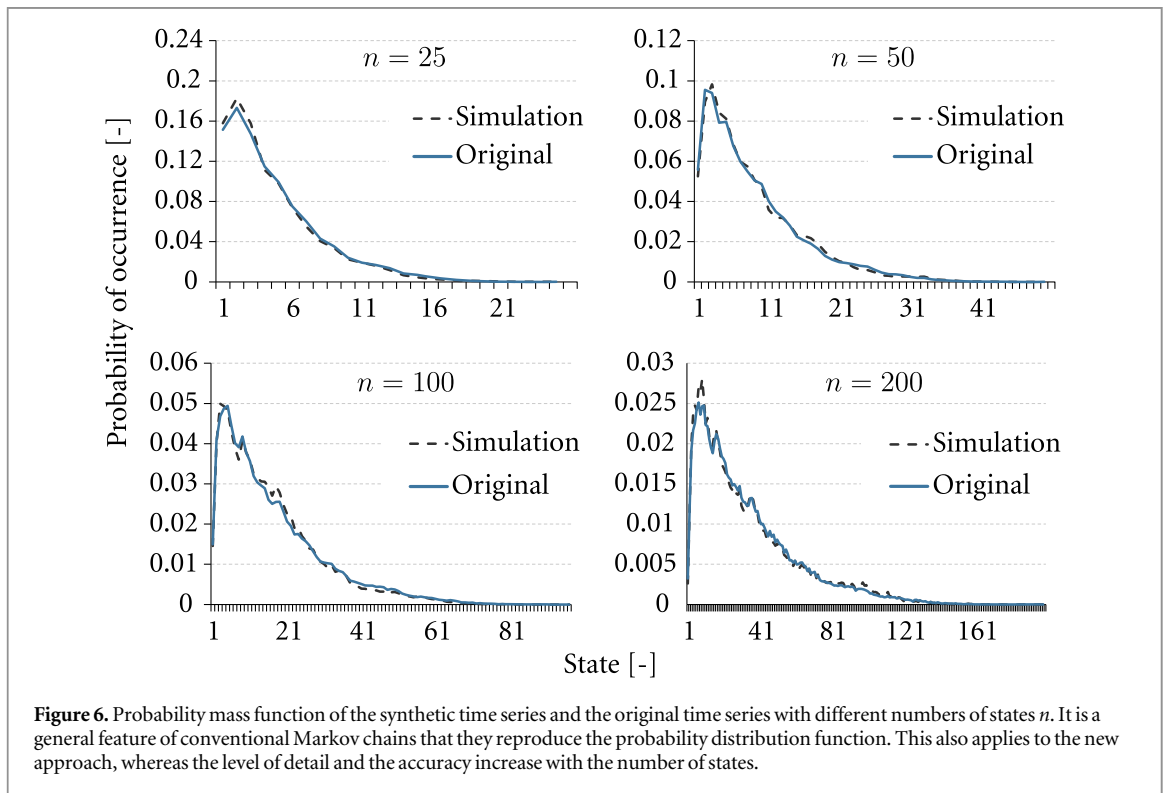 Probability of occurrence [-]
n = 25
0.24
0.2
0.16
0.12
0.08
0.04
0
Simulation
Original
1 6 11 16 21
n = 50
0.12
0.1
0.08
0.06
0.04
0.02
0
Simulation
Original
1 11 21 31 41
n = 100
0.06
0.05
0.04
0.03
0.02
0.01
0
Simulation
Original
1 21 41 61 81
n = 200
0.03
0.025
0.02
0.015
0.01
0.005
0
Simulation
Original
1 41 81 121 161
State [-]
Figure 6. Probability mass function of the synthetic time series and the original time series with different numbers of states n. It is a
general feature of conventional Markov chains that they reproduce the probability distribution function. This also applies to the new
approach, whereas the level of detail and the accuracy increase with the number of states.